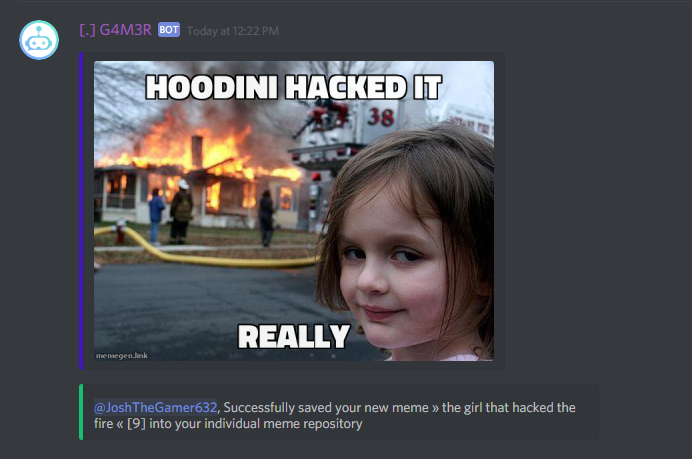 [.] G4M3R BOT Today at 12:22 PM
HOODINI HACKED IT
38
REALLY
memegen.link
@JoshTheGamer632, Successfully saved your new meme » the girl that hacked the
fire « [9] into your individual meme repository